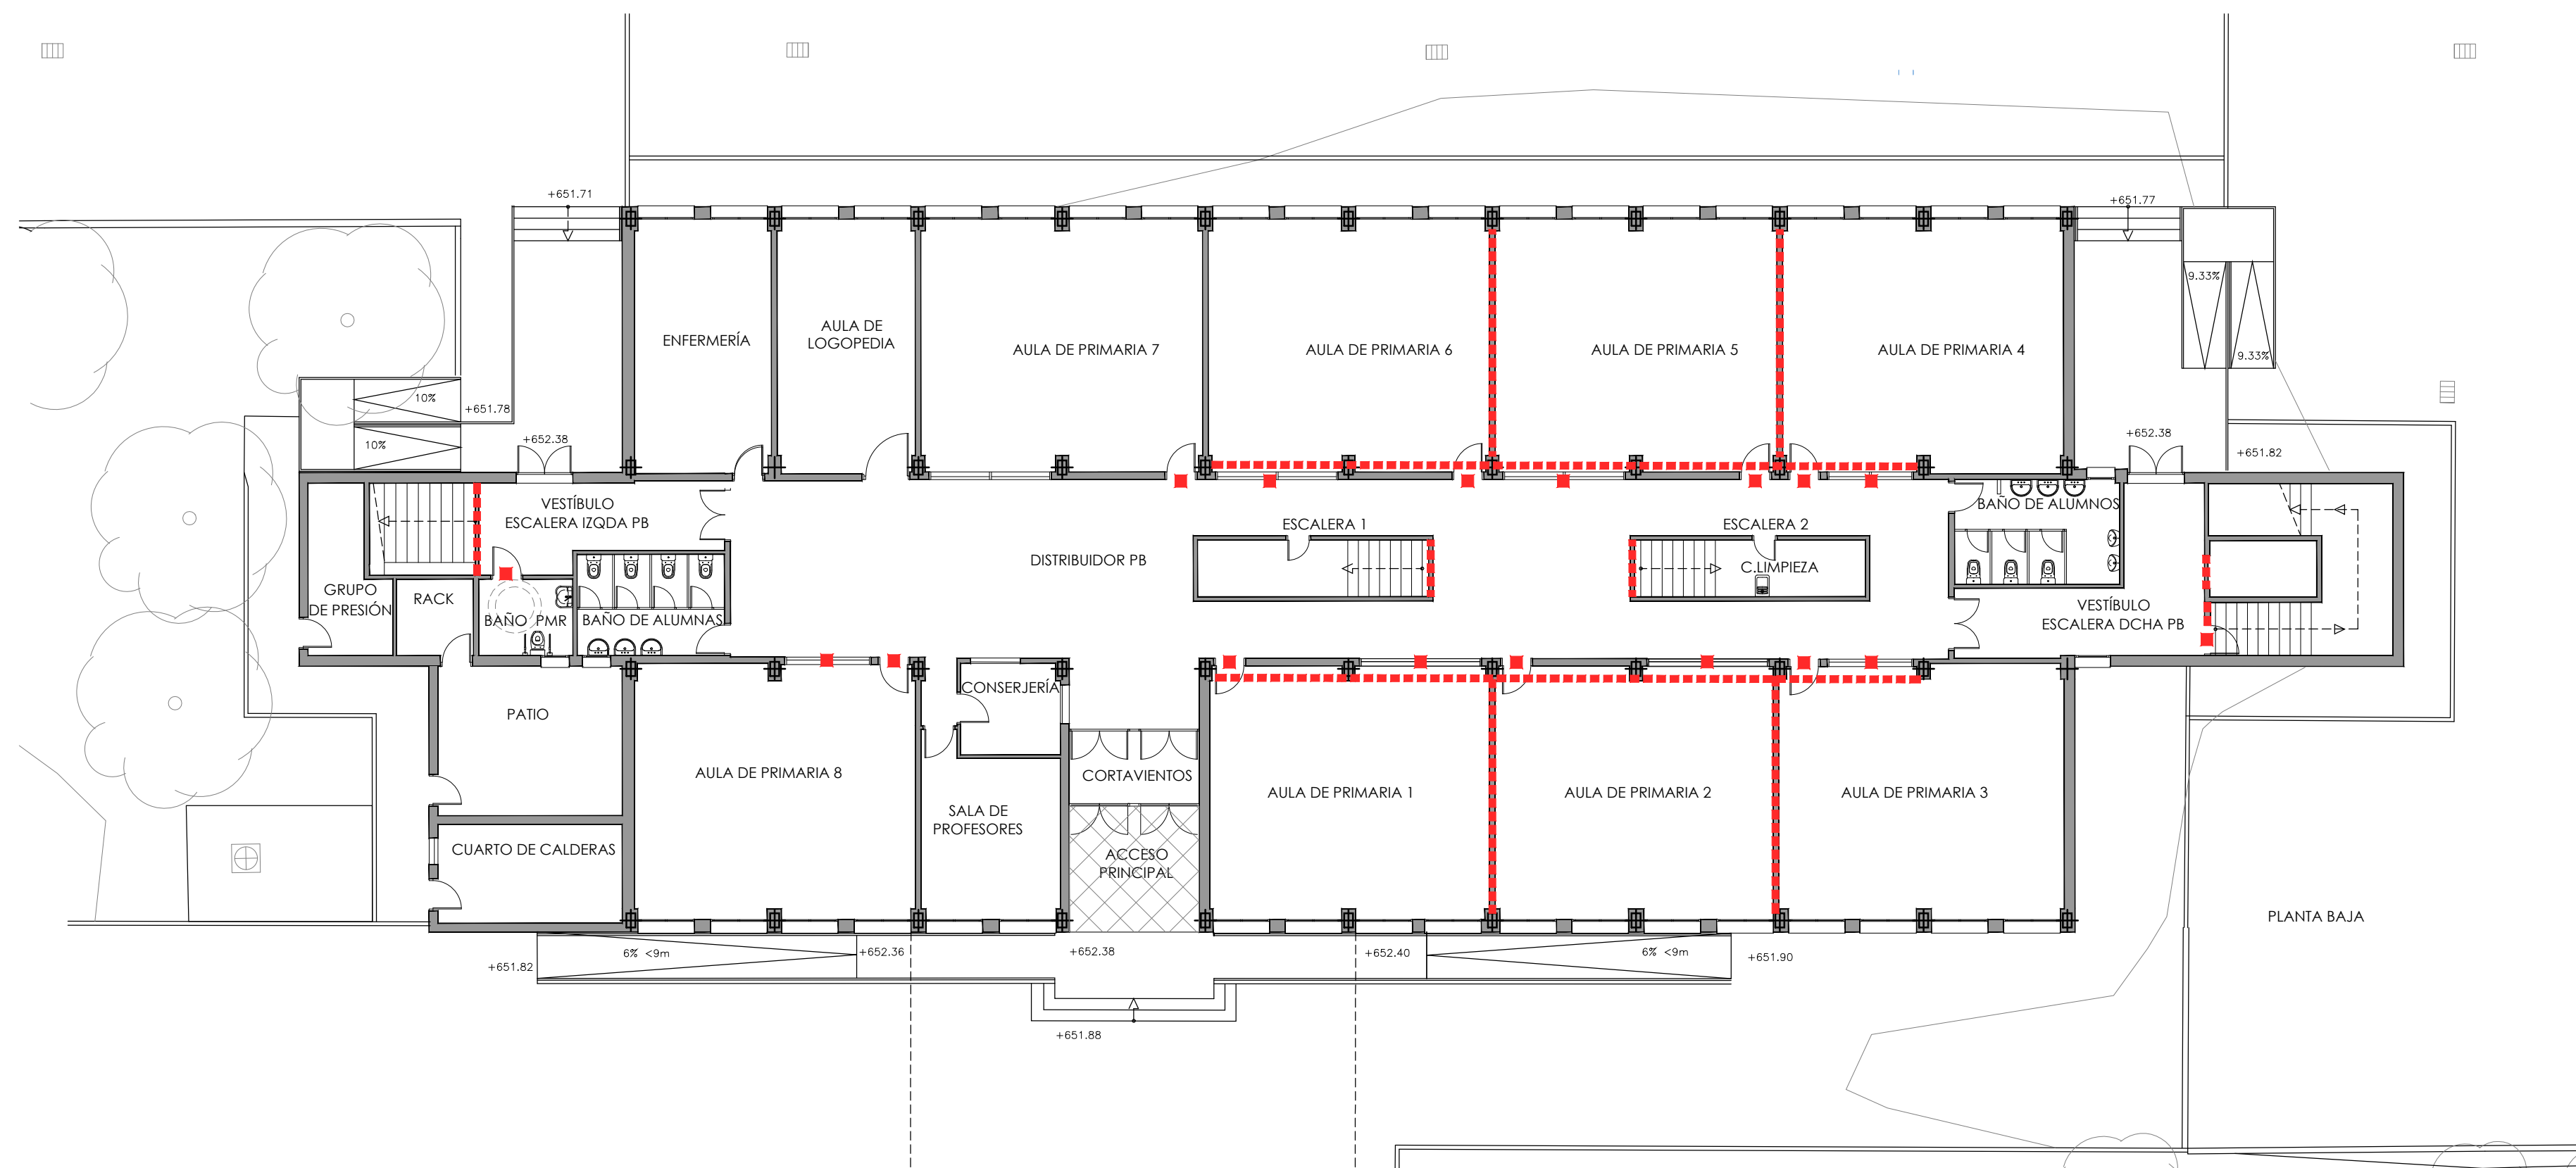 +651.71
+651.77
9.33%
9.33%
ENFERMERÍA
AULA DE
LOGOPEDIA
AULA DE PRIMARIA 7
AULA DE PRIMARIA 6
AULA DE PRIMARIA 5
AULA DE PRIMARIA 4
10%
+651.78
10%
+652.38
+652.38
+651.82
VESTÍBULO
ESCALERA IZQDA PB
ESCALERA 1
ESCALERA 2
BAÑO DE ALUMNOS
DISTRIBUIDOR PB
C.LIMPIEZA
GRUPO
DE PRESIÓN
RACK
BAÑO PMR
BAÑO DE ALUMNAS
VESTÍBULO
ESCALERA DCHA PB
CONSERJERÍA
PATIO
AULA DE PRIMARIA 8
CORTAVIENTOS
AULA DE PRIMARIA 1
AULA DE PRIMARIA 2
AULA DE PRIMARIA 3
SALA DE
PROFESORES
CUARTO DE CALDERAS
ACCESO
PRINCIPAL
PLANTA BAJA
+651.82
6% <9m
+652.36
+652.38
+652.40
6% <9m
+651.90
+651.88